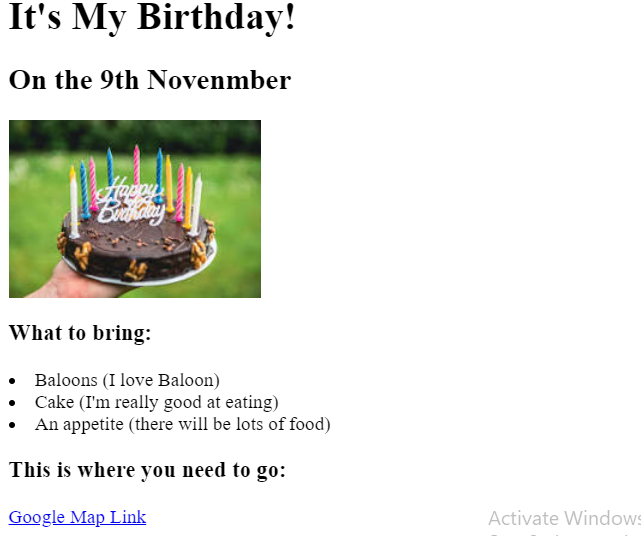 It's My Birthday!
On the 9th Novenmber
Happy
Birthday
What to bring:
Baloons (I love Baloon)
Cake (I'm really good at eating)
An appetite (there will be lots of food)
This is where you need to go:
Google Map Link
Activate Windows